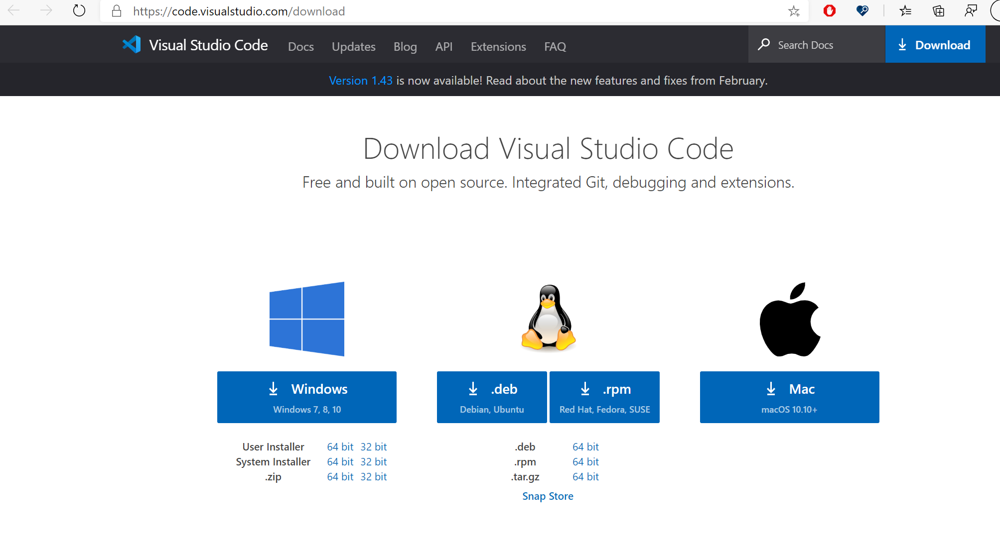 https://code.visualstudio.com/download
Visual Studio Code Docs Updates Blog API Extensions FAQ Search Docs Download
Version 1.43 is now available! Read about the new features and fixes from February.
Download Visual Studio Code
Free and built on open source. Integrated Git, debugging and extensions.
Windows
Windows 7, 8, 10
User Installer 64 bit 32 bit
System Installer 64 bit 32 bit
.zip 64 bit 32 bit
.deb
Debian, Ubuntu
.rpm
Red Hat, Fedora, SUSE
.deb 64 bit
.rpm 64 bit
.tar.gz 64 bit
Snap Store
Mac
macOS 10.10+